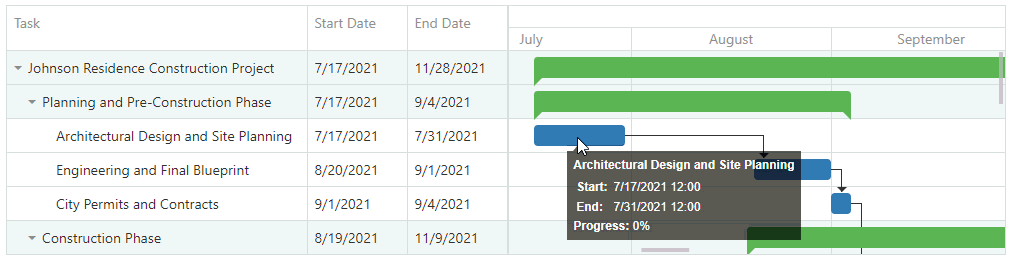 Task Start Date End Date
July August September
Johnson Residence Construction Project 7/17/2021 11/28/2021
Planning and Pre-Construction Phase 7/17/2021 9/4/2021
Architectural Design and Site Planning 7/17/2021 7/31/2021
Engineering and Final Blueprint 8/20/2021 9/1/2021
City Permits and Contracts 9/1/2021 9/4/2021
Construction Phase 8/19/2021 11/9/2021
Architectural Design and Site Planning
Start: 7/17/2021 12:00
End: 7/31/2021 12:00
Progress: 0%